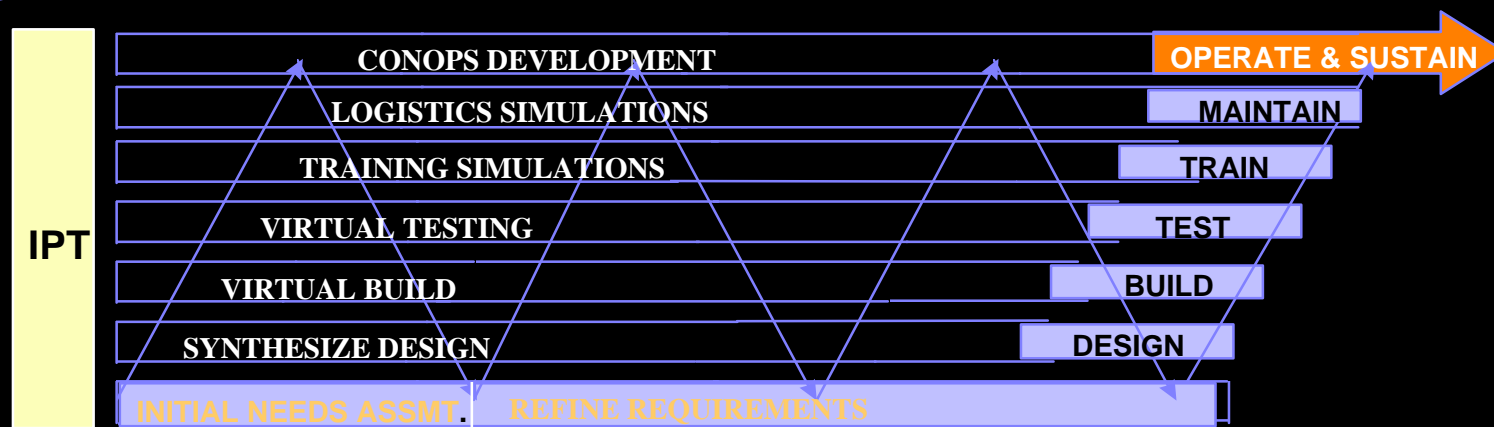 CONOPS DEVELOPMENT OPERATE & SUSTAIN
LOGISTICS SIMULATIONS MAINTAIN
TRAINING SIMULATIONS TRAIN
VIRTUAL TESTING TEST
IPT
VIRTUAL BUILD BUILD
SYNTHESIZE DESIGN DESIGN
INITIAL NEEDS ASSMT. REFINE REQUIREMENTS